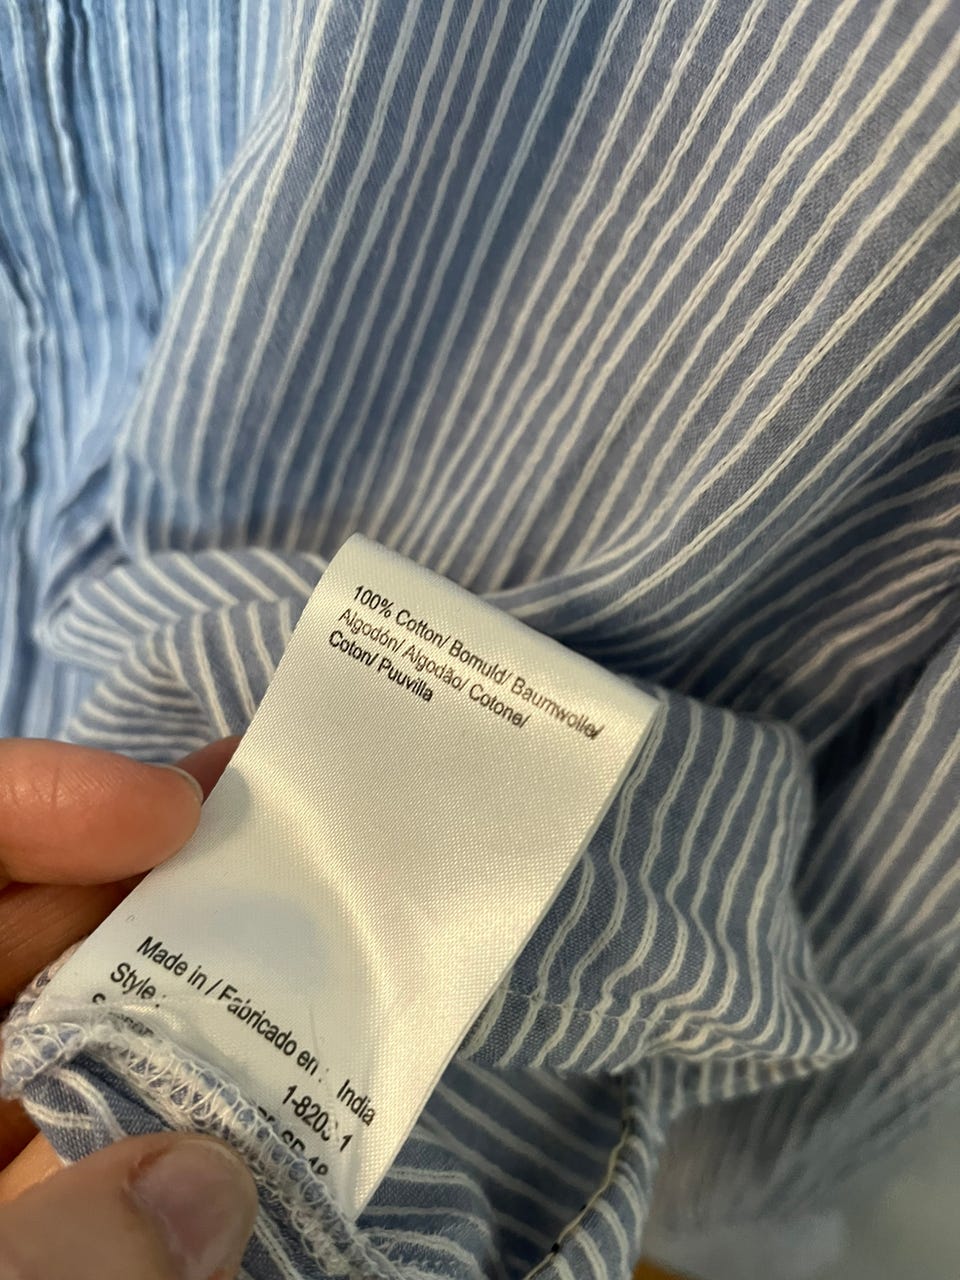 100% Cotton/ Bomuld/ Baumwolle/
Algodón/ Algodão/ Cotone/
Coton/ Puuvilla
Made in / Fabricado en : India
Style :